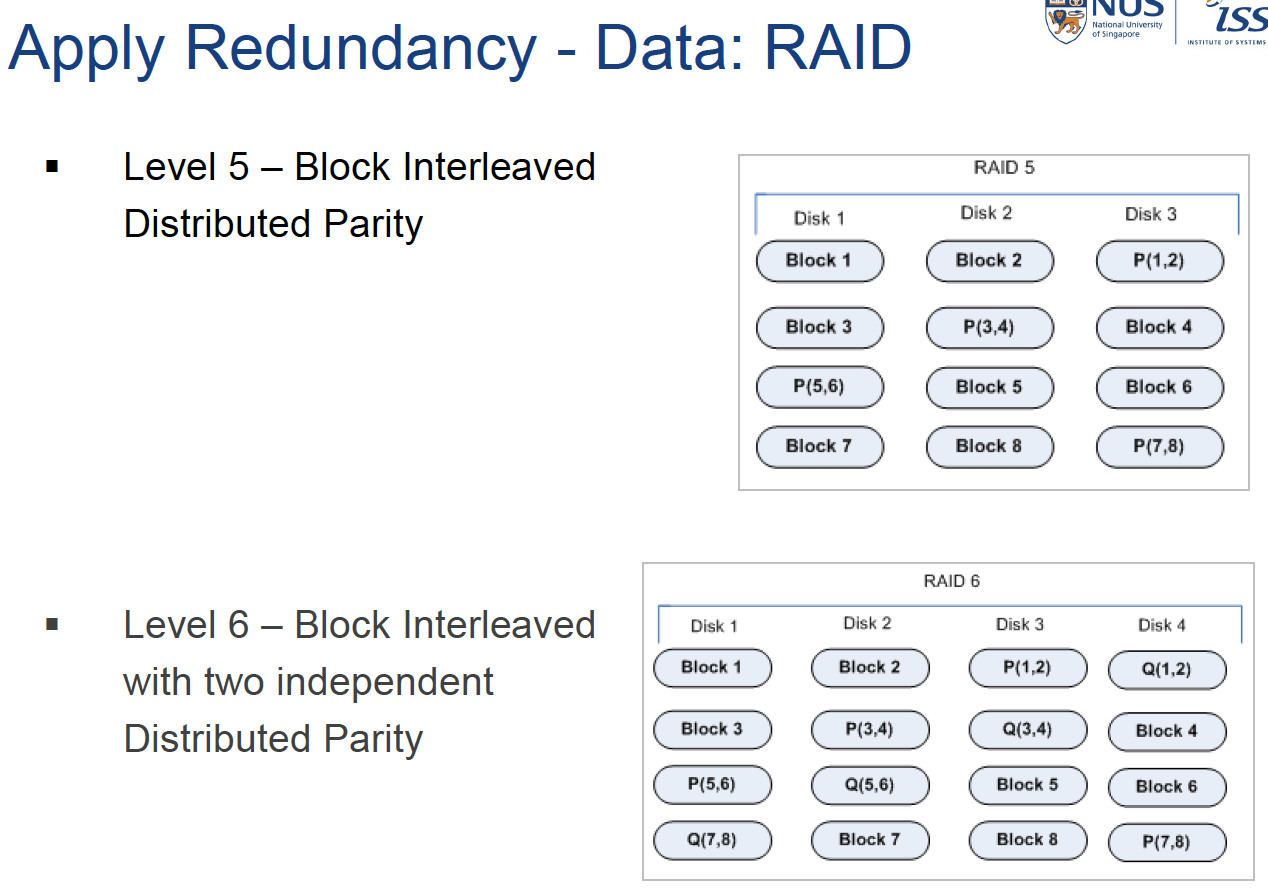 Apply Redundancy - Data: RAID
NUS
National University
of Singapore
ISS
INSTITUTE OF SYSTEMS
▪ Level 5 – Block Interleaved
Distributed Parity
RAID 5
Disk 1 Disk 2 Disk 3
Block 1 Block 2 P(1,2)
Block 3 P(3,4) Block 4
P(5,6) Block 5 Block 6
Block 7 Block 8 P(7,8)
▪ Level 6 – Block Interleaved
with two independent
Distributed Parity
RAID 6
Disk 1 Disk 2 Disk 3 Disk 4
Block 1 Block 2 P(1,2) Q(1,2)
Block 3 P(3,4) Q(3,4) Block 4
P(5,6) Q(5,6) Block 5 Block 6
Q(7,8) Block 7 Block 8 P(7,8)